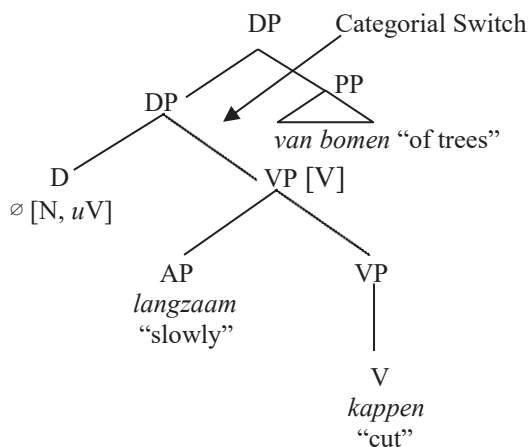 DP Categorial Switch
DP PP
van bomen “of trees”
D VP [V]
∅ [N, uV]
AP VP
langzaam
“slowly”
V
kappen
“cut”